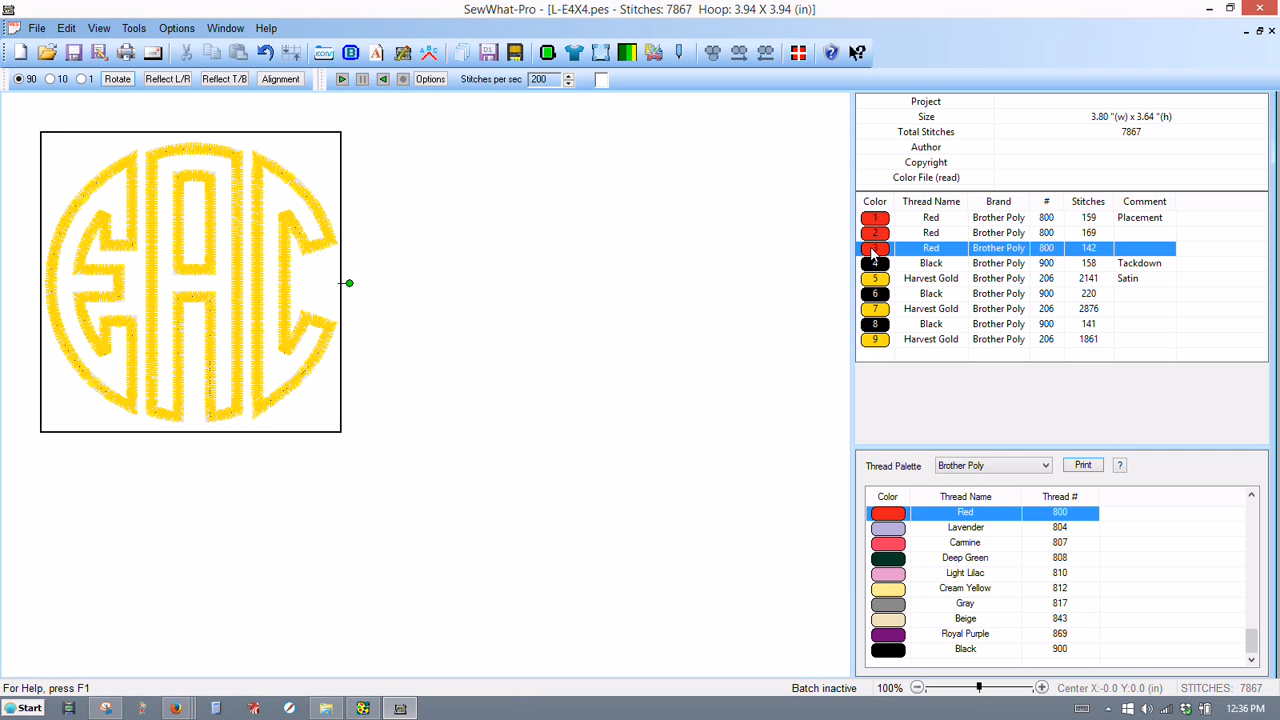 SewWhat-Pro - [L-E4X4.pes - Stitches: 7867 Hoop: 3.94 X 3.94 (in)]
File Edit View Tools Options Window Help
90 10 1 Rotate Reflect L/R Reflect T/B Alignment Options Stitches per sec 200
Project
Size 3.80 "(w) x 3.64 "(h)
Total Stitches 7867
Author
Copyright
Color File (read)
Color Thread Name Brand # Stitches Comment
1 Red Brother Poly 800 159 Placement
2 Red Brother Poly 800 169
3 Red Brother Poly 800 142
4 Black Brother Poly 900 158 Tackdown
5 Harvest Gold Brother Poly 206 2141 Satin
6 Black Brother Poly 900 220
7 Harvest Gold Brother Poly 206 2876
8 Black Brother Poly 900 141
9 Harvest Gold Brother Poly 206 1861
EAC
Thread Palette Brother Poly Print ?
Color Thread Name Thread #
Red 800
Lavender 804
Carmine 807
Deep Green 808
Light Lilac 810
Cream Yellow 812
Gray 817
Beige 843
Royal Purple 869
Black 900
For Help, press F1 Batch inactive 100% Center X:-0.0 Y:0.0 (in) STITCHES: 7867
Start 12:36 PM